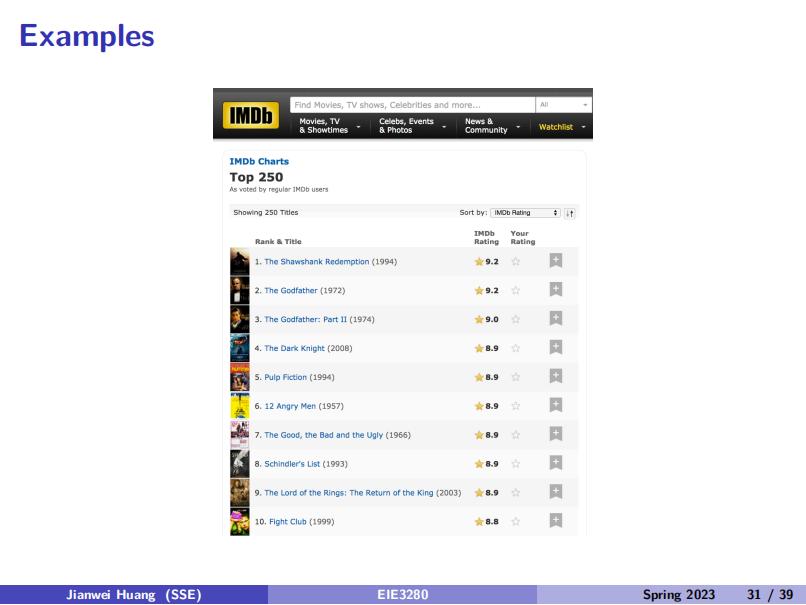 Examples
IMDb
Find Movies, TV shows, Celebrities and more...
All
Movies, TV
& Showtimes
Celebs, Events
& Photos
News &
Community
Watchlist
IMDb Charts
Top 250
As voted by regular IMDb users
Showing 250 Titles
Sort by: IMDb Rating
Rank & Title
IMDb
Rating
Your
Rating
1. The Shawshank Redemption (1994) 9.2
2. The Godfather (1972) 9.2
3. The Godfather: Part II (1974) 9.0
4. The Dark Knight (2008) 8.9
5. Pulp Fiction (1994) 8.9
6. 12 Angry Men (1957) 8.9
7. The Good, the Bad and the Ugly (1966) 8.9
8. Schindler's List (1993) 8.9
9. The Lord of the Rings: The Return of the King (2003) 8.9
10. Fight Club (1999) 8.8
Jianwei Huang (SSE) EIE3280 Spring 2023 31 / 39